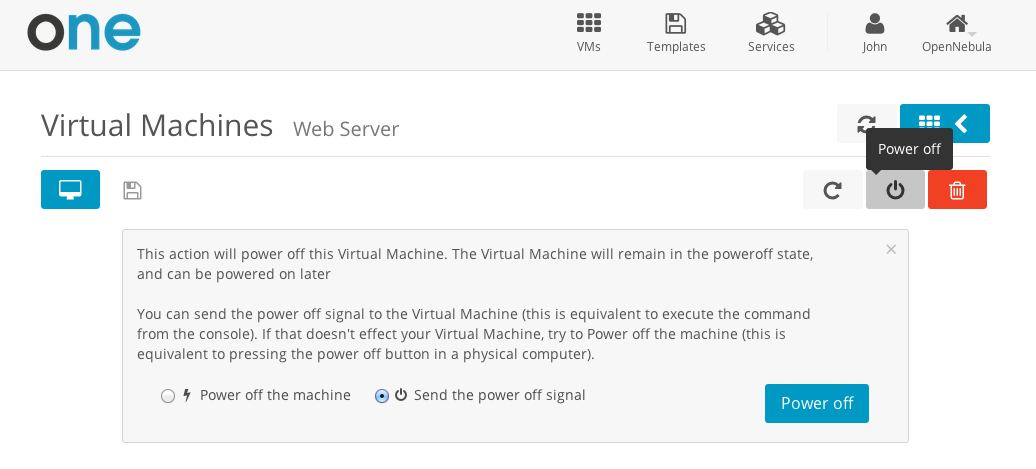 one
VMs
Templates
Services
John
OpenNebula
Virtual Machines Web Server
Power off
This action will power off this Virtual Machine. The Virtual Machine will remain in the poweroff state,
and can be powered on later
You can send the power off signal to the Virtual Machine (this is equivalent to execute the command
from the console). If that doesn't effect your Virtual Machine, try to Power off the machine (this is
equivalent to pressing the power off button in a physical computer).
Power off the machine
Send the power off signal
Power off